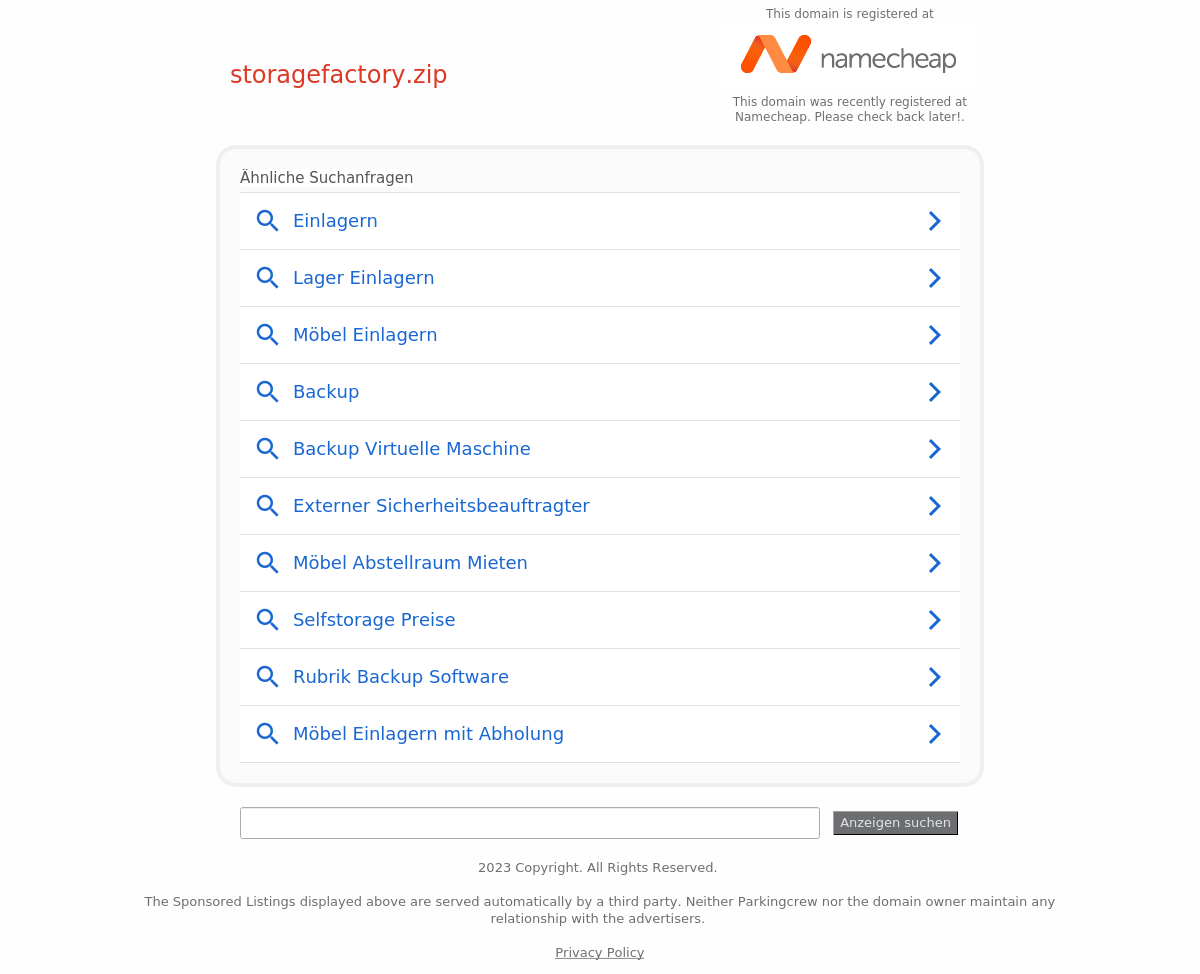 This domain is registered at
namecheap
storagefactory.zip
This domain was recently registered at
Namecheap. Please check back later!.
Ähnliche Suchanfragen
Einlagern
Lager Einlagern
Möbel Einlagern
Backup
Backup Virtuelle Maschine
Externer Sicherheitsbeauftragter
Möbel Abstellraum Mieten
Selfstorage Preise
Rubrik Backup Software
Möbel Einlagern mit Abholung
Anzeigen suchen
2023 Copyright. All Rights Reserved.
The Sponsored Listings displayed above are served automatically by a third party. Neither Parkingcrew nor the domain owner maintain any
relationship with the advertisers.
Privacy Policy